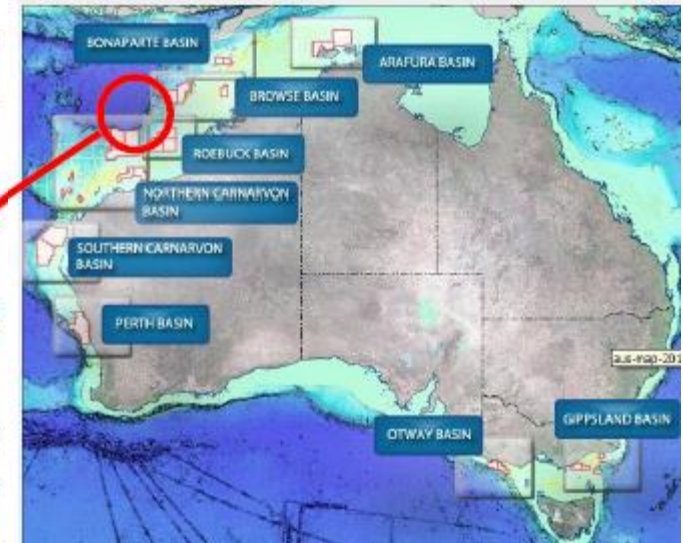 BONAPARTE BASIN
ARAFURA BASIN
BROWSE BASIN
ROEBUCK BASIN
NORTHERN CARNARVON
BASIN
SOUTHERN CARNARVON
BASIN
PERTH BASIN
aus-map-20
OTWAY BASIN
GIPPSLAND BASIN